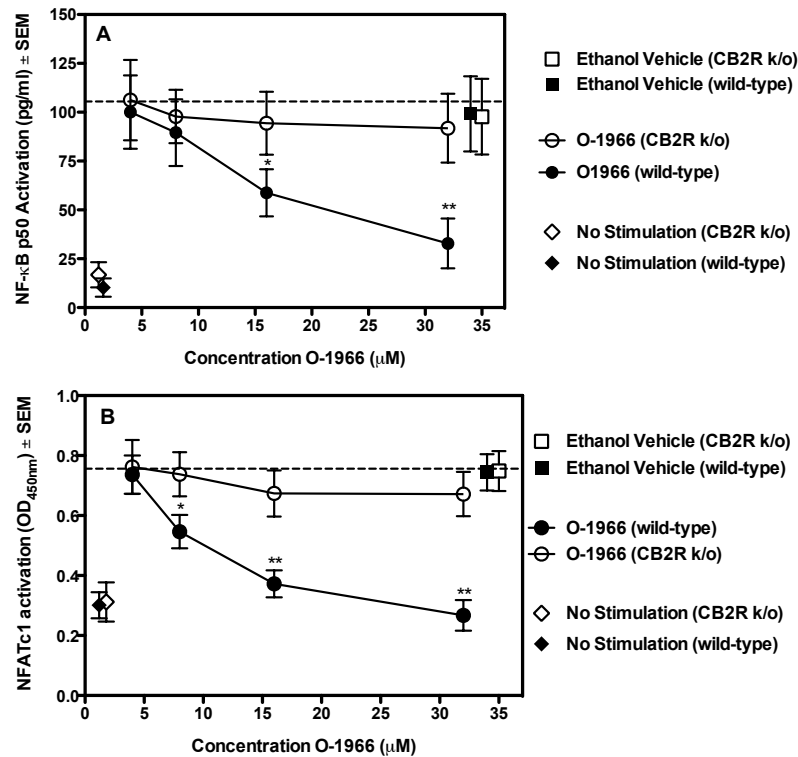 A
NF-κB p50 Activation (pg/ml) ± SEM
150
125
100
75
50
25
0
*
**
0 5 10 15 20 25 30 35
Concentration O-1966 (μM)
Ethanol Vehicle (CB2R k/o)
Ethanol Vehicle (wild-type)
O-1966 (CB2R k/o)
O1966 (wild-type)
No Stimulation (CB2R k/o)
No Stimulation (wild-type)
B
NFATc1 activation (OD450nm) ± SEM
1.0
0.8
0.6
0.4
0.2
0.0
*
**
**
0 5 10 15 20 25 30 35
Concentration O-1966 (μM)
Ethanol Vehicle (CB2R k/o)
Ethanol Vehicle (wild-type)
O-1966 (wild-type)
O-1966 (CB2R k/o)
No Stimulation (CB2R k/o)
No Stimulation (wild-type)